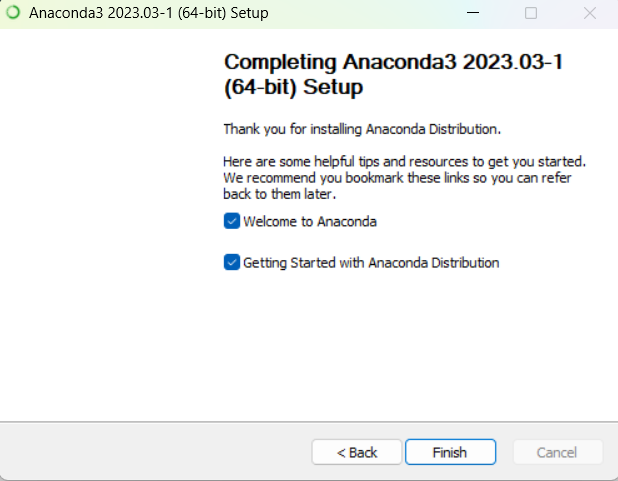 Anaconda3 2023.03-1 (64-bit) Setup
Completing Anaconda3 2023.03-1
(64-bit) Setup
Thank you for installing Anaconda Distribution.
Here are some helpful tips and resources to get you started.
We recommend you bookmark these links so you can refer
back to them later.
Welcome to Anaconda
Getting Started with Anaconda Distribution
< Back
Finish
Cancel